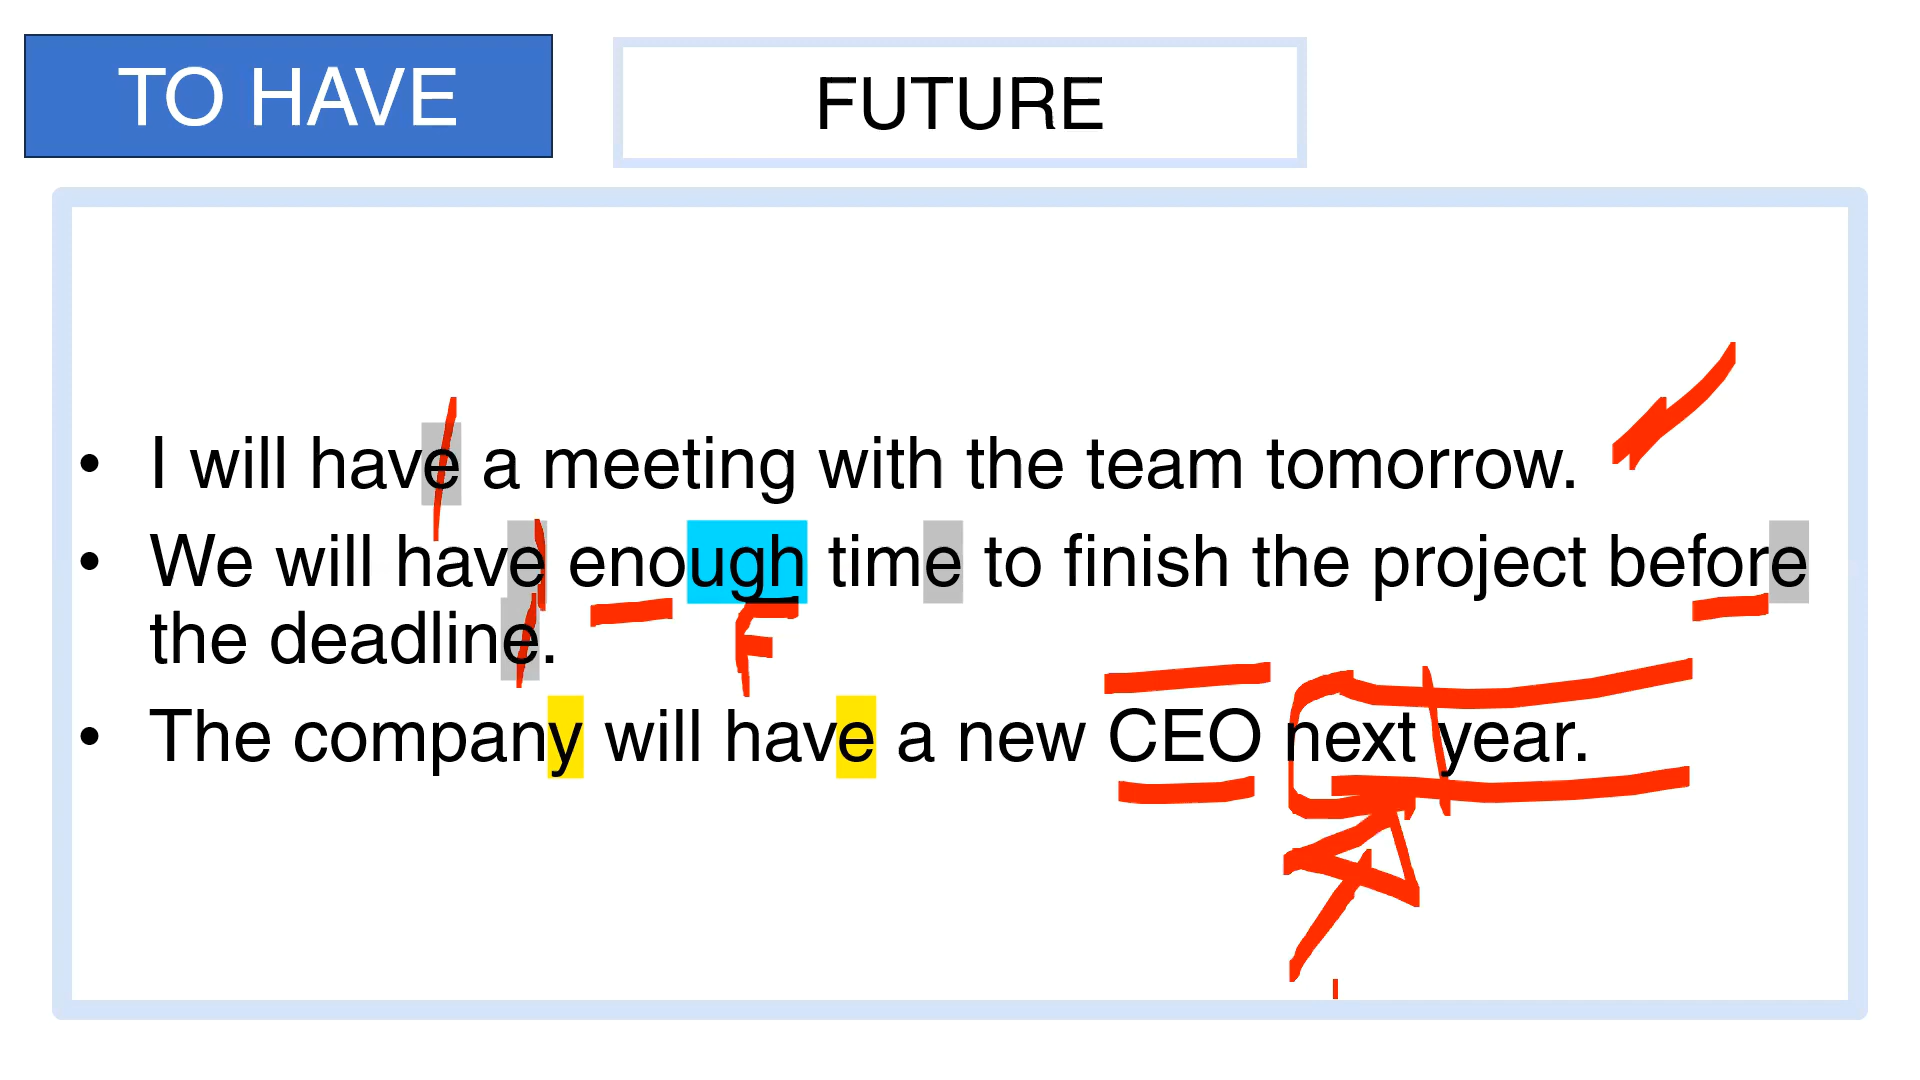 TO HAVE
FUTURE
• I will have a meeting with the team tomorrow.
• We will have enough time to finish the project before
the deadline.
F
• The company will have a new CEO next year.